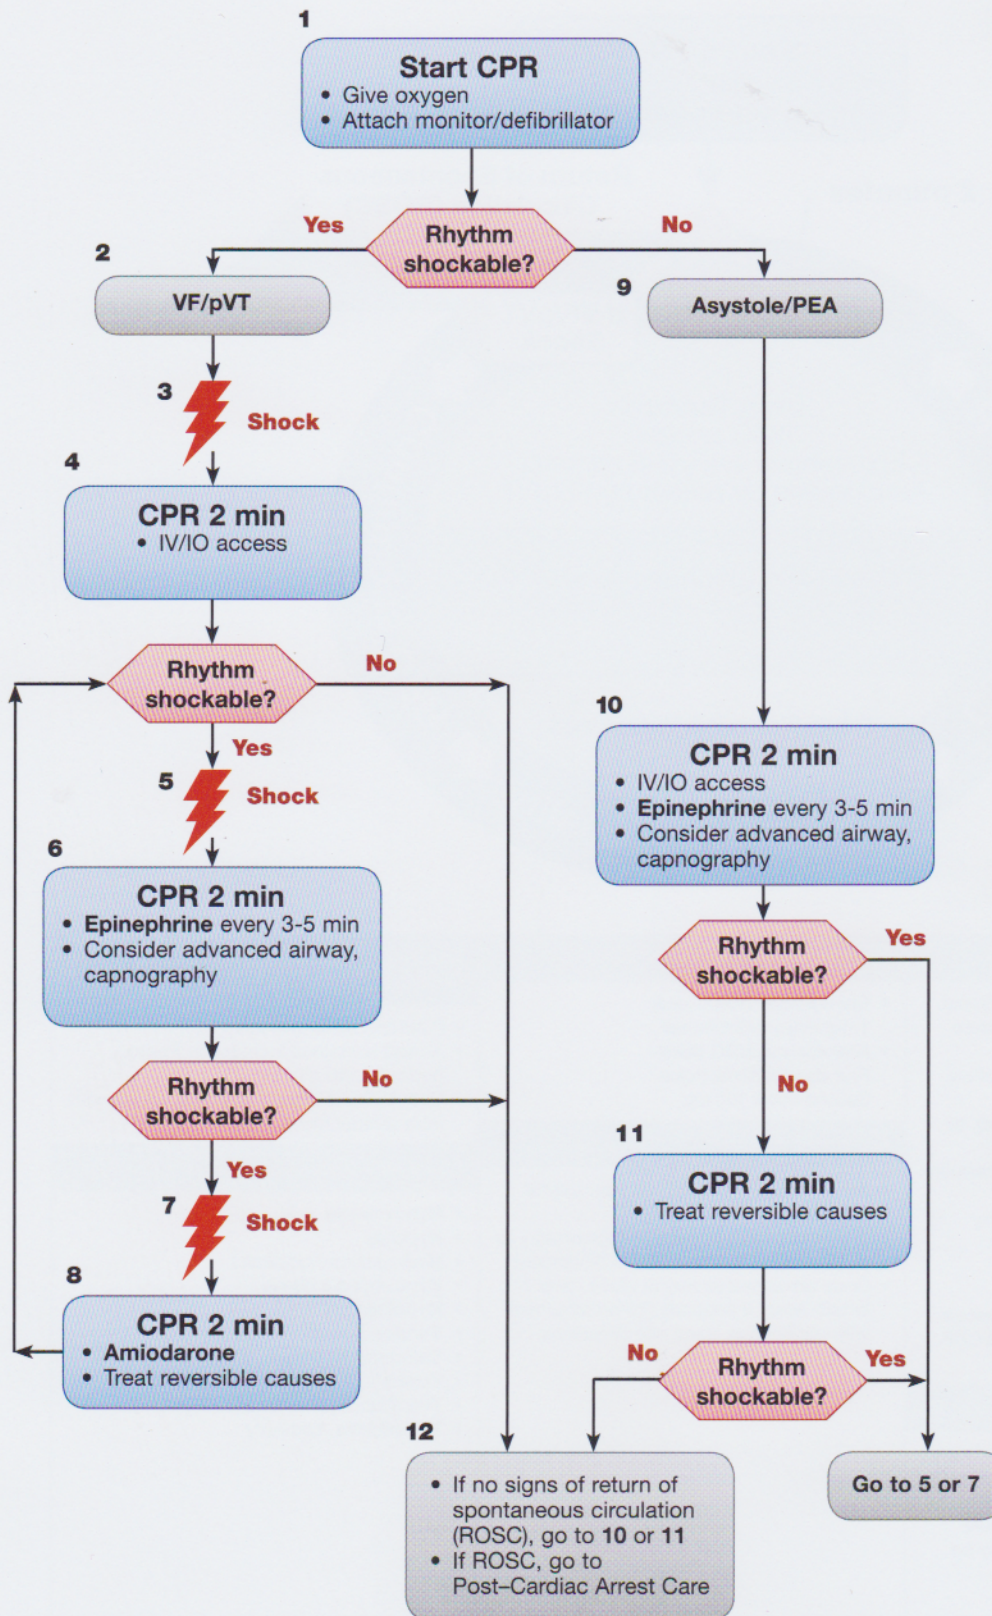 1
Start CPR
• Give oxygen
• Attach monitor/defibrillator
Rhythm
shockable?
Yes
No
2
VF/pVT
9
Asystole/PEA
3
Shock
4
CPR 2 min
• IV/IO access
Rhythm
shockable?
No
Yes
5
Shock
6
CPR 2 min
• Epinephrine every 3-5 min
• Consider advanced airway,
capnography
Rhythm
shockable?
No
Yes
7
Shock
8
CPR 2 min
• Amiodarone
• Treat reversible causes
10
CPR 2 min
• IV/IO access
• Epinephrine every 3-5 min
• Consider advanced airway,
capnography
Rhythm
shockable?
Yes
No
11
CPR 2 min
• Treat reversible causes
Rhythm
shockable?
No
Yes
12
• If no signs of return of
spontaneous circulation
(ROSC), go to 10 or 11
• If ROSC, go to
Post–Cardiac Arrest Care
Go to 5 or 7